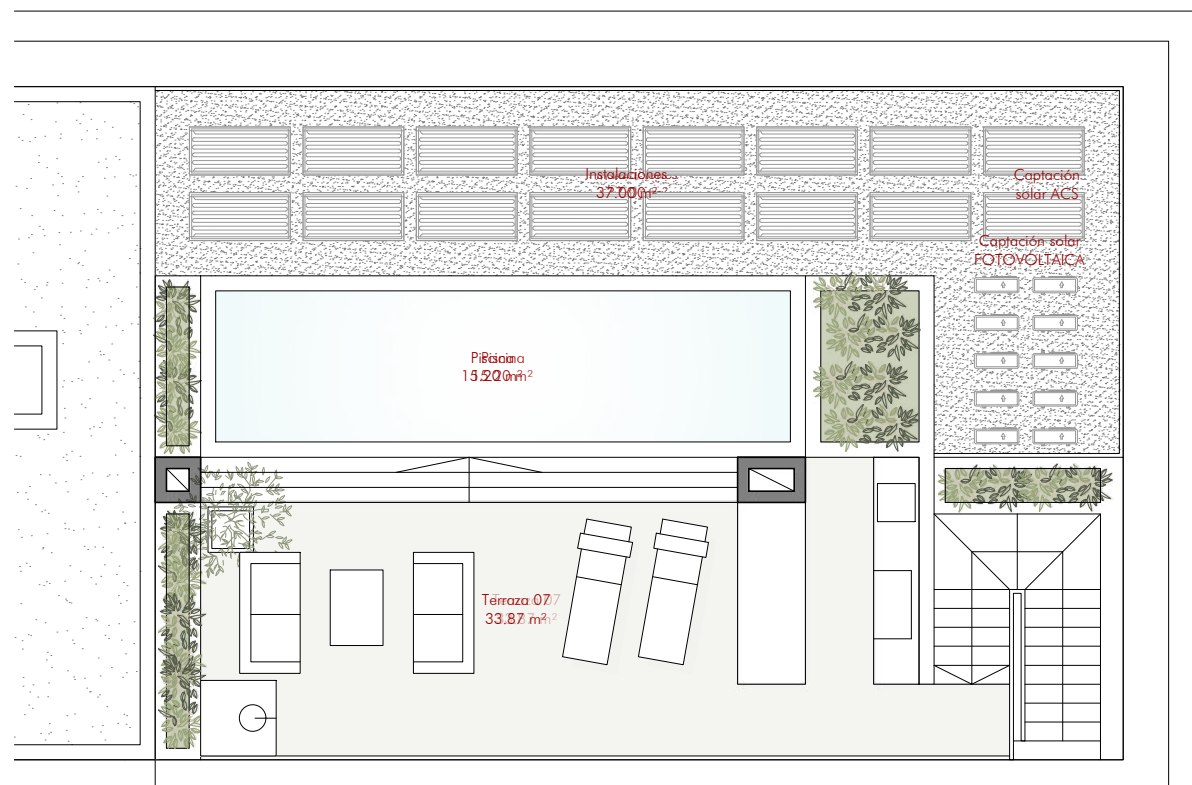 Instalaciones
37.00 m²
Captación
solar ACS
Captación solar
FOTOVOLTAICA
Piscina
15.20 m²
Terraza 07
33.87 m²